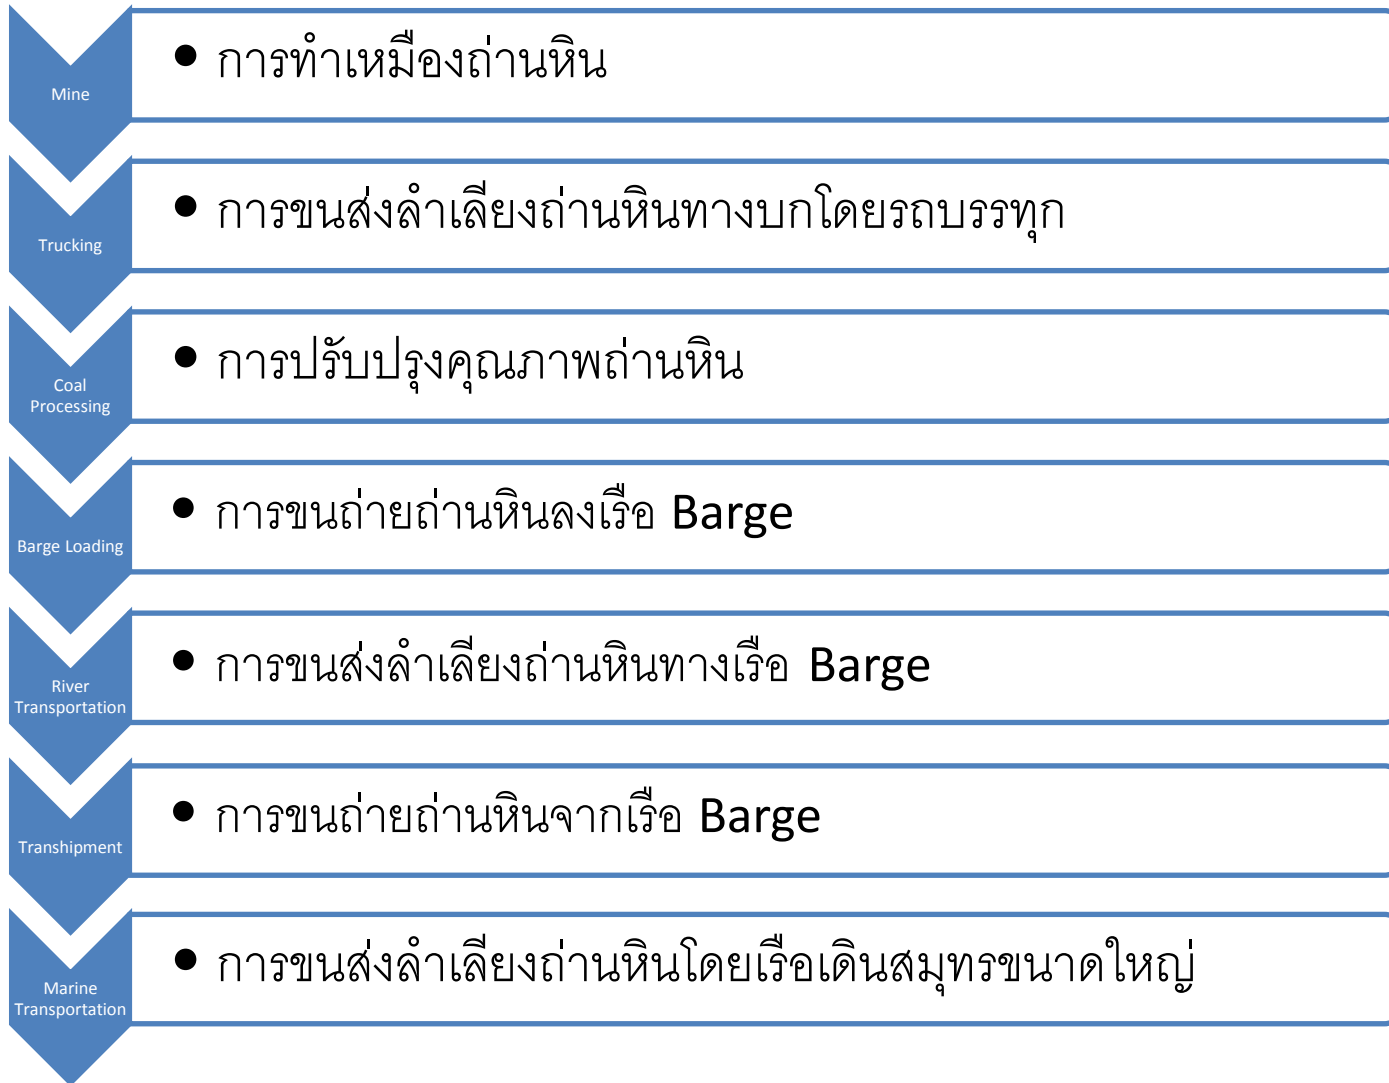 Mine
• การทำเหมืองถ่านหิน
Trucking
• การขนส่งลำเลียงถ่านหินทางบกโดยรถบรรทุก
Coal
Processing
• การปรับปรุงคุณภาพถ่านหิน
Barge Loading
• การขนถ่ายถ่านหินลงเรือ Barge
River
Transportation
• การขนส่งลำเลียงถ่านหินทางเรือ Barge
Transhipment
• การขนถ่ายถ่านหินจากเรือ Barge
Marine
Transportation
• การขนส่งลำเลียงถ่านหินโดยเรือเดินสมุทรขนาดใหญ่